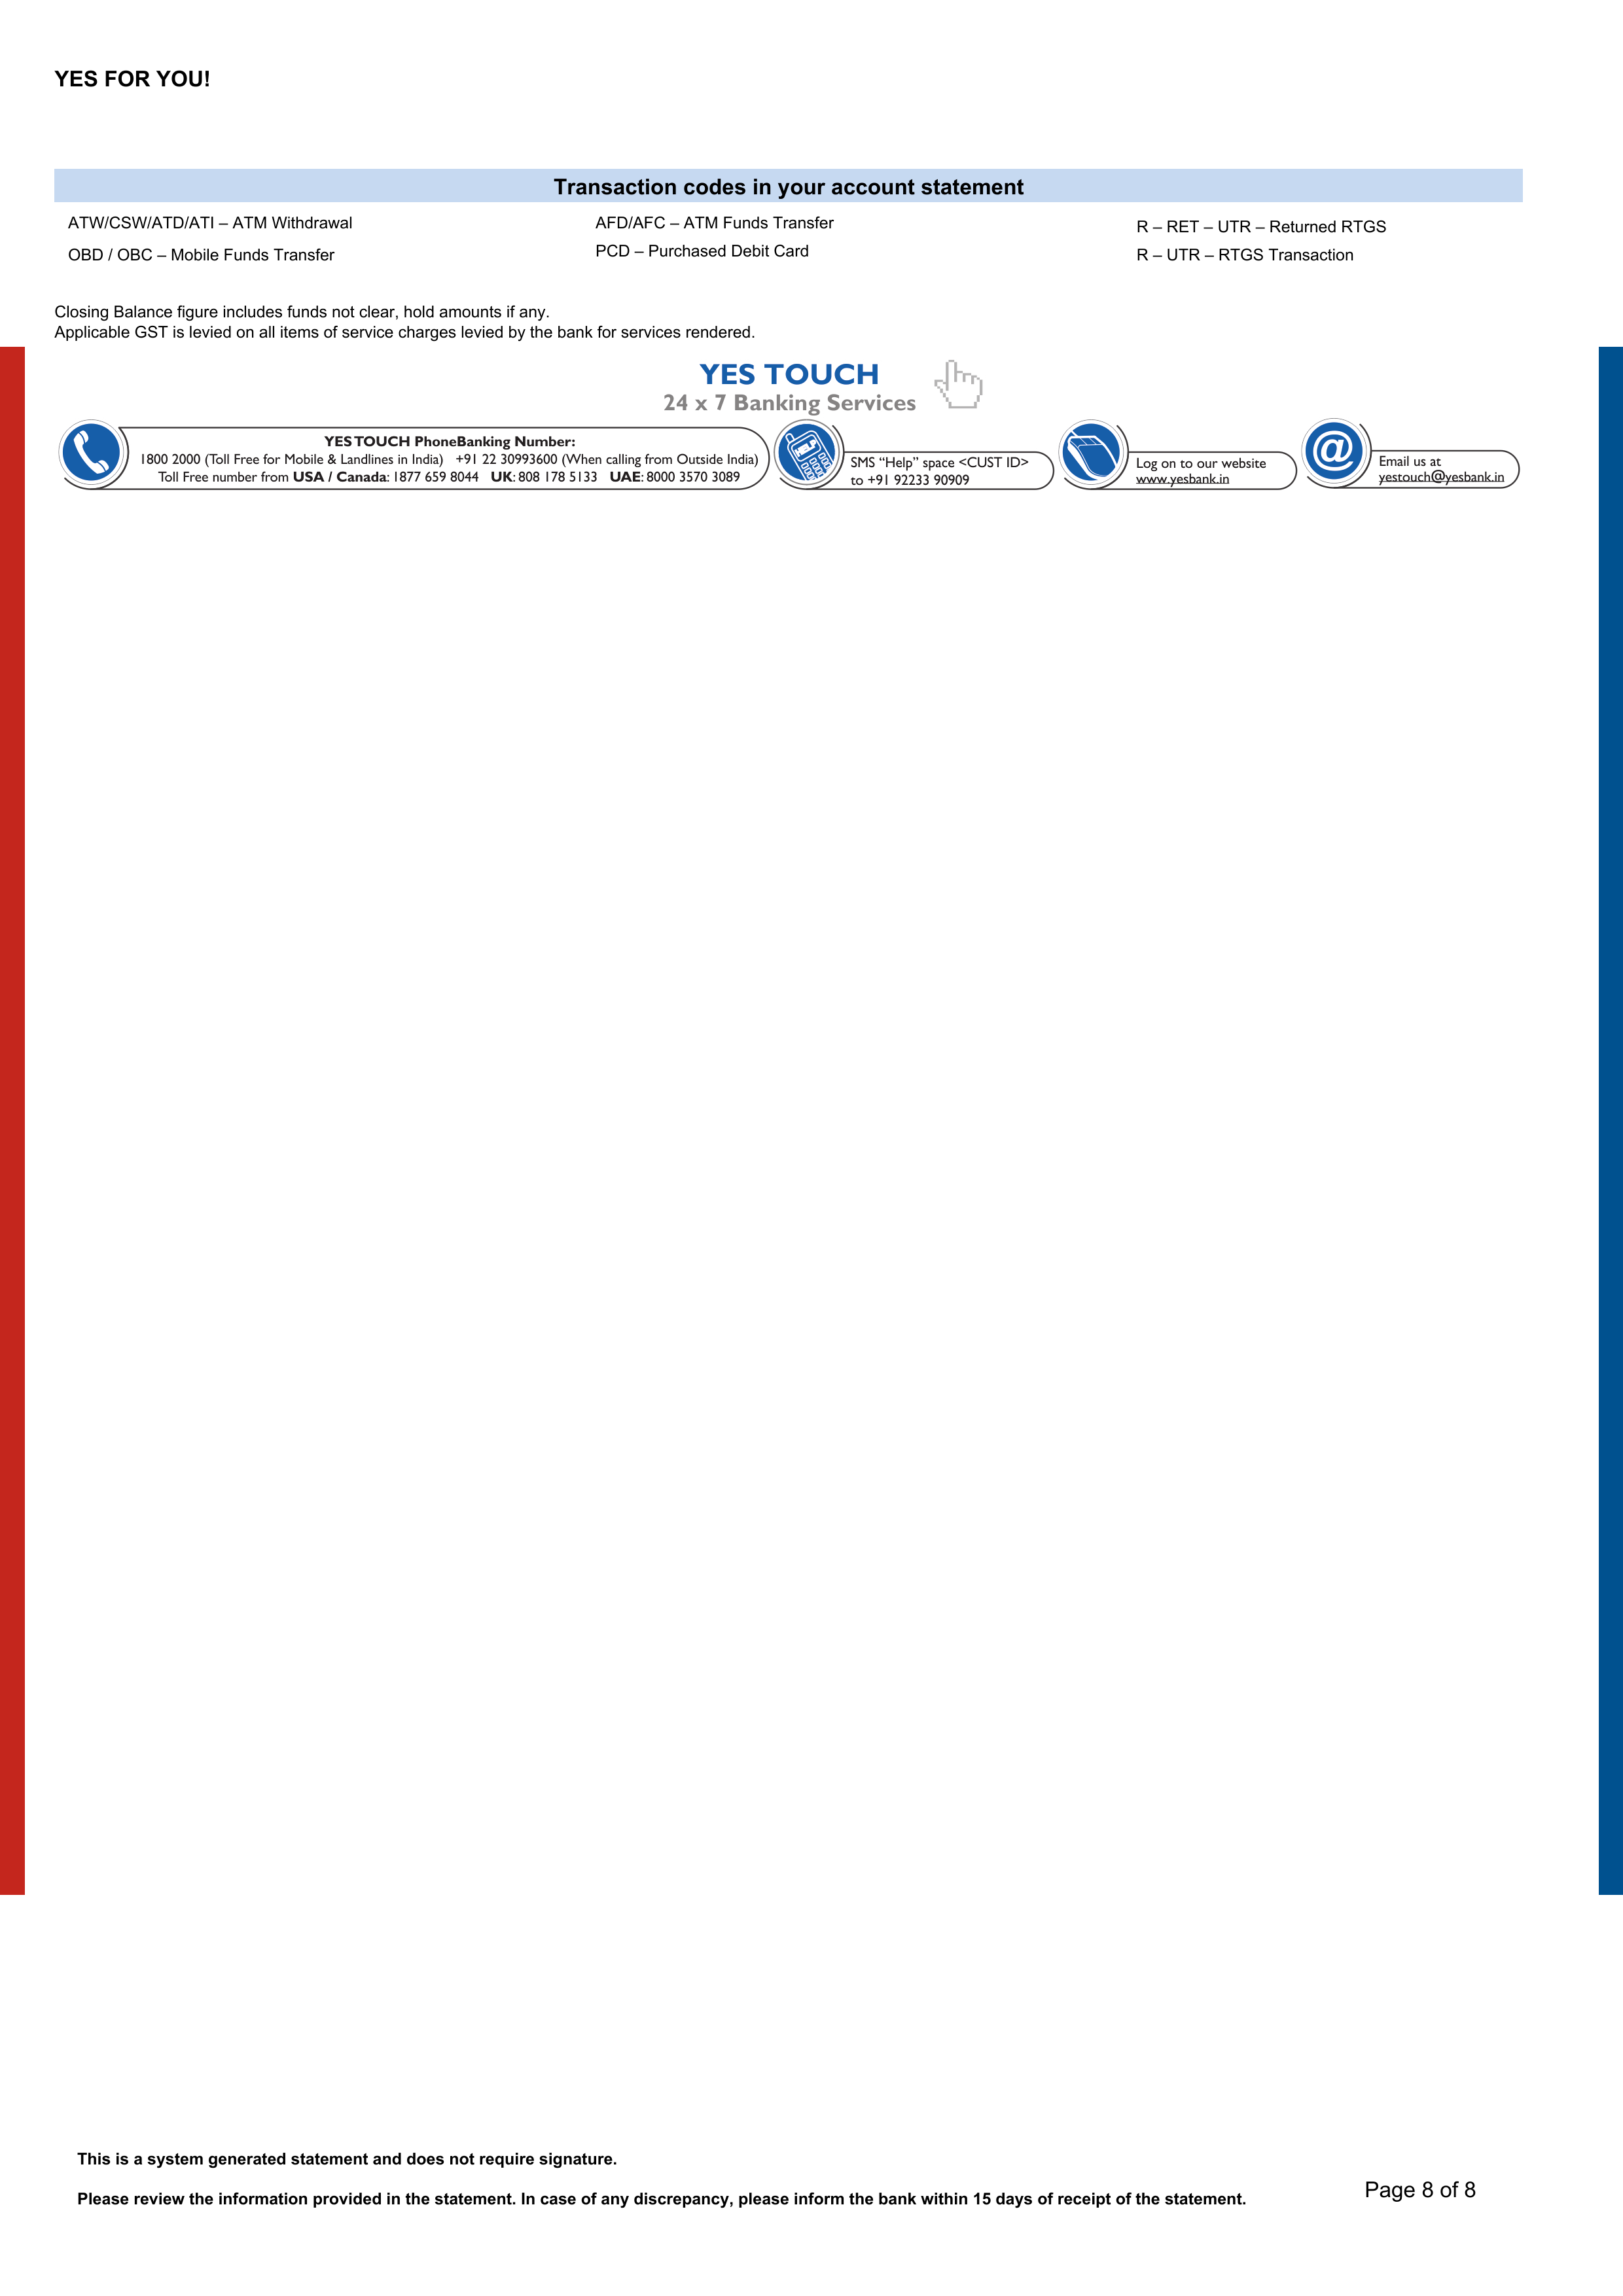 YES FOR YOU!
Transaction codes in your account statement
ATW/CSW/ATD/ATI – ATM Withdrawal
AFD/AFC – ATM Funds Transfer
R – RET – UTR – Returned RTGS
OBD / OBC – Mobile Funds Transfer
PCD – Purchased Debit Card
R – UTR – RTGS Transaction
Closing Balance figure includes funds not clear, hold amounts if any.
Applicable GST is levied on all items of service charges levied by the bank for services rendered.
YES TOUCH
24 x 7 Banking Services
YES TOUCH PhoneBanking Number:
1800 2000 (Toll Free for Mobile & Landlines in India) +91 22 30993600 (When calling from Outside India)
Toll Free number from USA / Canada: 1877 659 8044 UK: 808 178 5133 UAE: 8000 3570 3089
HELP
SMS “Help” space <CUST ID>
to +91 92233 90909
Log on to our website
www.yesbank.in
@
Email us at
yestouch@yesbank.in
This is a system generated statement and does not require signature.
Please review the information provided in the statement. In case of any discrepancy, please inform the bank within 15 days of receipt of the statement.
Page 8 of 8